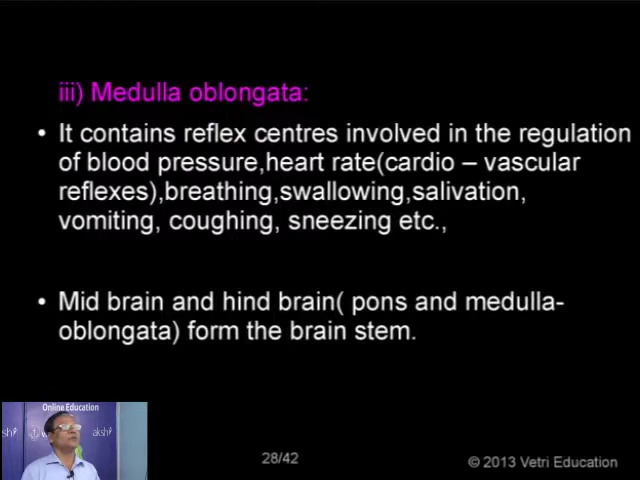 iii) Medulla oblongata:
• It contains reflex centres involved in the regulation
of blood pressure,heart rate(cardio – vascular
reflexes),breathing,swallowing,salivation,
vomiting, coughing, sneezing etc.,
• Mid brain and hind brain( pons and medulla-
oblongata) form the brain stem.
Online Education
akshi
28/42
© 2013 Vetri Education